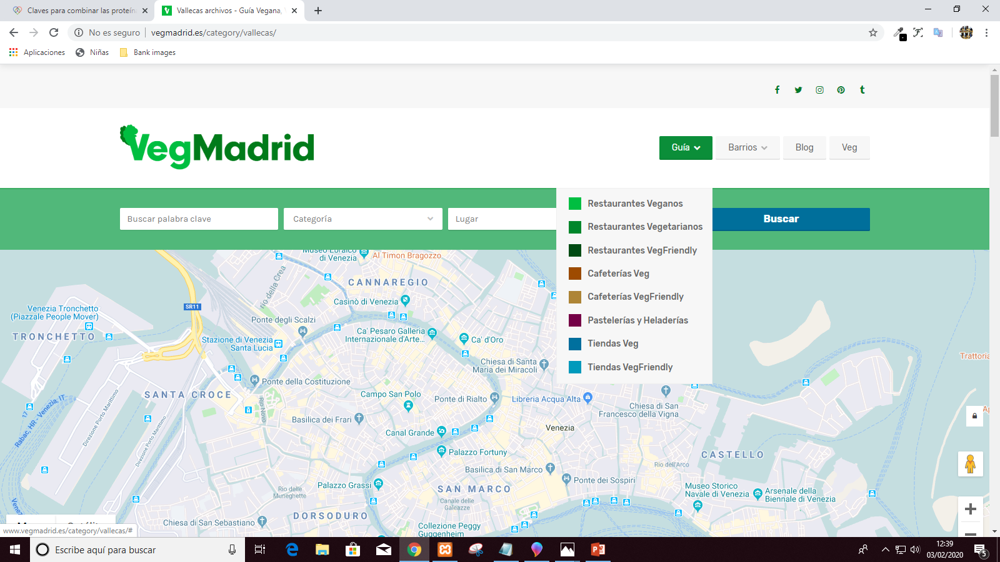 Claves para combinar las proteín
Vallecas archivos - Guía Vegana,
No es seguro
vegmadrid.es/category/vallecas/
Aplicaciones
Niñas
Bank images
VegMadrid
Guía
Barrios
Blog
Veg
Buscar palabra clave
Categoría
Lugar
Buscar
Restaurantes Veganos
Restaurantes Vegetarianos
Restaurantes VegFriendly
Cafeterías Veg
Cafeterías VegFriendly
Pastelerías y Heladerías
Tiendas Veg
Tiendas VegFriendly
Museo Ebraico
di Venezia
Al Timon Bragozzo
CANNAREGIO
rio della Crea
Casinò di Venezia
SR11
Venezia Tronchetto
(Piazzale People Mover)
TRONCHETTO
Ponte degli Scalzi
Stazione di Venezia
Santa Lucia
Ca' Pesaro Galleria
Internazionale d'Arte...
Ca' d'Oro
Chiesa di Santa
Maria dei Miracoli
Trattoria
Ponte della Costituzione
SANTA CROCE
Rio Novo
Campo San Polo
Ponte di Rialto
Libreria Acqua Alta
Chiesa di San
Francesco della Vigna
Basilica dei Frari
Venezia
Canal Grande
Palazzo Fortuny
CASTELLO
Rio dell'Arco
Basilica di San Marco
Ponte dei Sospiri
Palazzo Grassi
Rio delle
Muneghette
SAN MARCO
Canale delle
Galeazze
Museo Storico
Navale di Venezia
Arsenale della
Biennale di Venezia
DORSODURO
Chiesa di San Sebastiano
Collezione Peggy
Guggenheim
17
Rabac, HR - Venezia, IT
Direzione Porto Marittimo
Direzione Porto Marittimo
www.vegmadrid.es/category/vallecas/#
Escribe aquí para buscar
12:39
03/02/2020
5